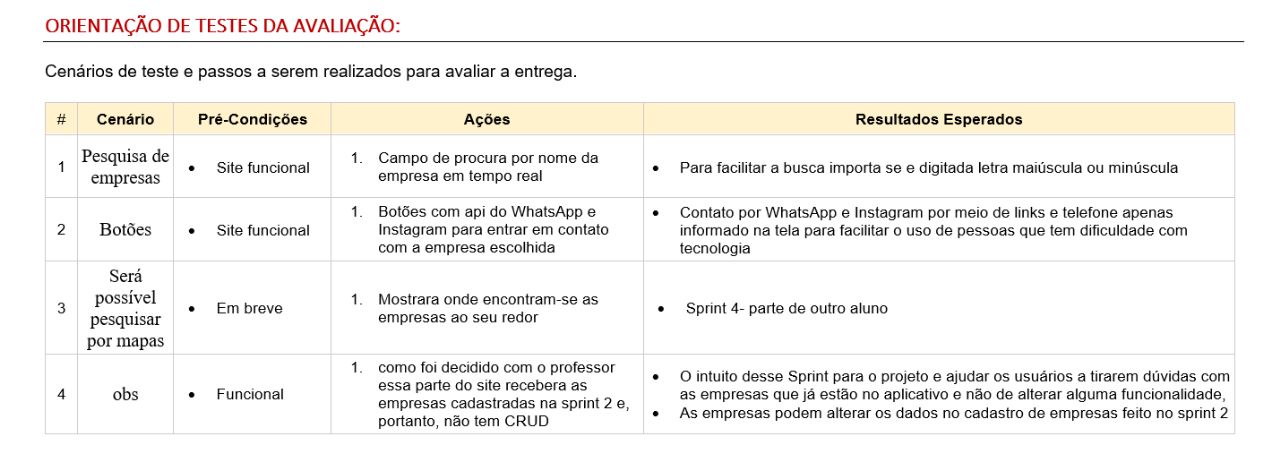 ORIENTAÇÃO DE TESTES DA AVALIAÇÃO:
Cenários de teste e passos a serem realizados para avaliar a entrega.
# Cenário Pré-Condições Ações Resultados Esperados
1
Pesquisa de
empresas
• Site funcional
1. Campo de procura por nome da
empresa em tempo real
• Para facilitar a busca importa se e digitada letra maiúscula ou minúscula
2
Botões
• Site funcional
1. Botões com api do WhatsApp e
Instagram para entrar em contato
com a empresa escolhida
• Contato por WhatsApp e Instagram por meio de links e telefone apenas
informado na tela para facilitar o uso de pessoas que tem dificuldade com
tecnologia
3
Será
possível
pesquisar
por mapas
• Em breve
1. Mostrara onde encontram-se as
empresas ao seu redor
• Sprint 4- parte de outro aluno
4
obs
• Funcional
1. como foi decidido com o professor
essa parte do site recebera as
empresas cadastradas na sprint 2 e,
portanto, não tem CRUD
• O intuito desse Sprint para o projeto e ajudar os usuários a tirarem dúvidas com
as empresas que já estão no aplicativo e não de alterar alguma funcionalidade,
• As empresas podem alterar os dados no cadastro de empresas feito no sprint 2